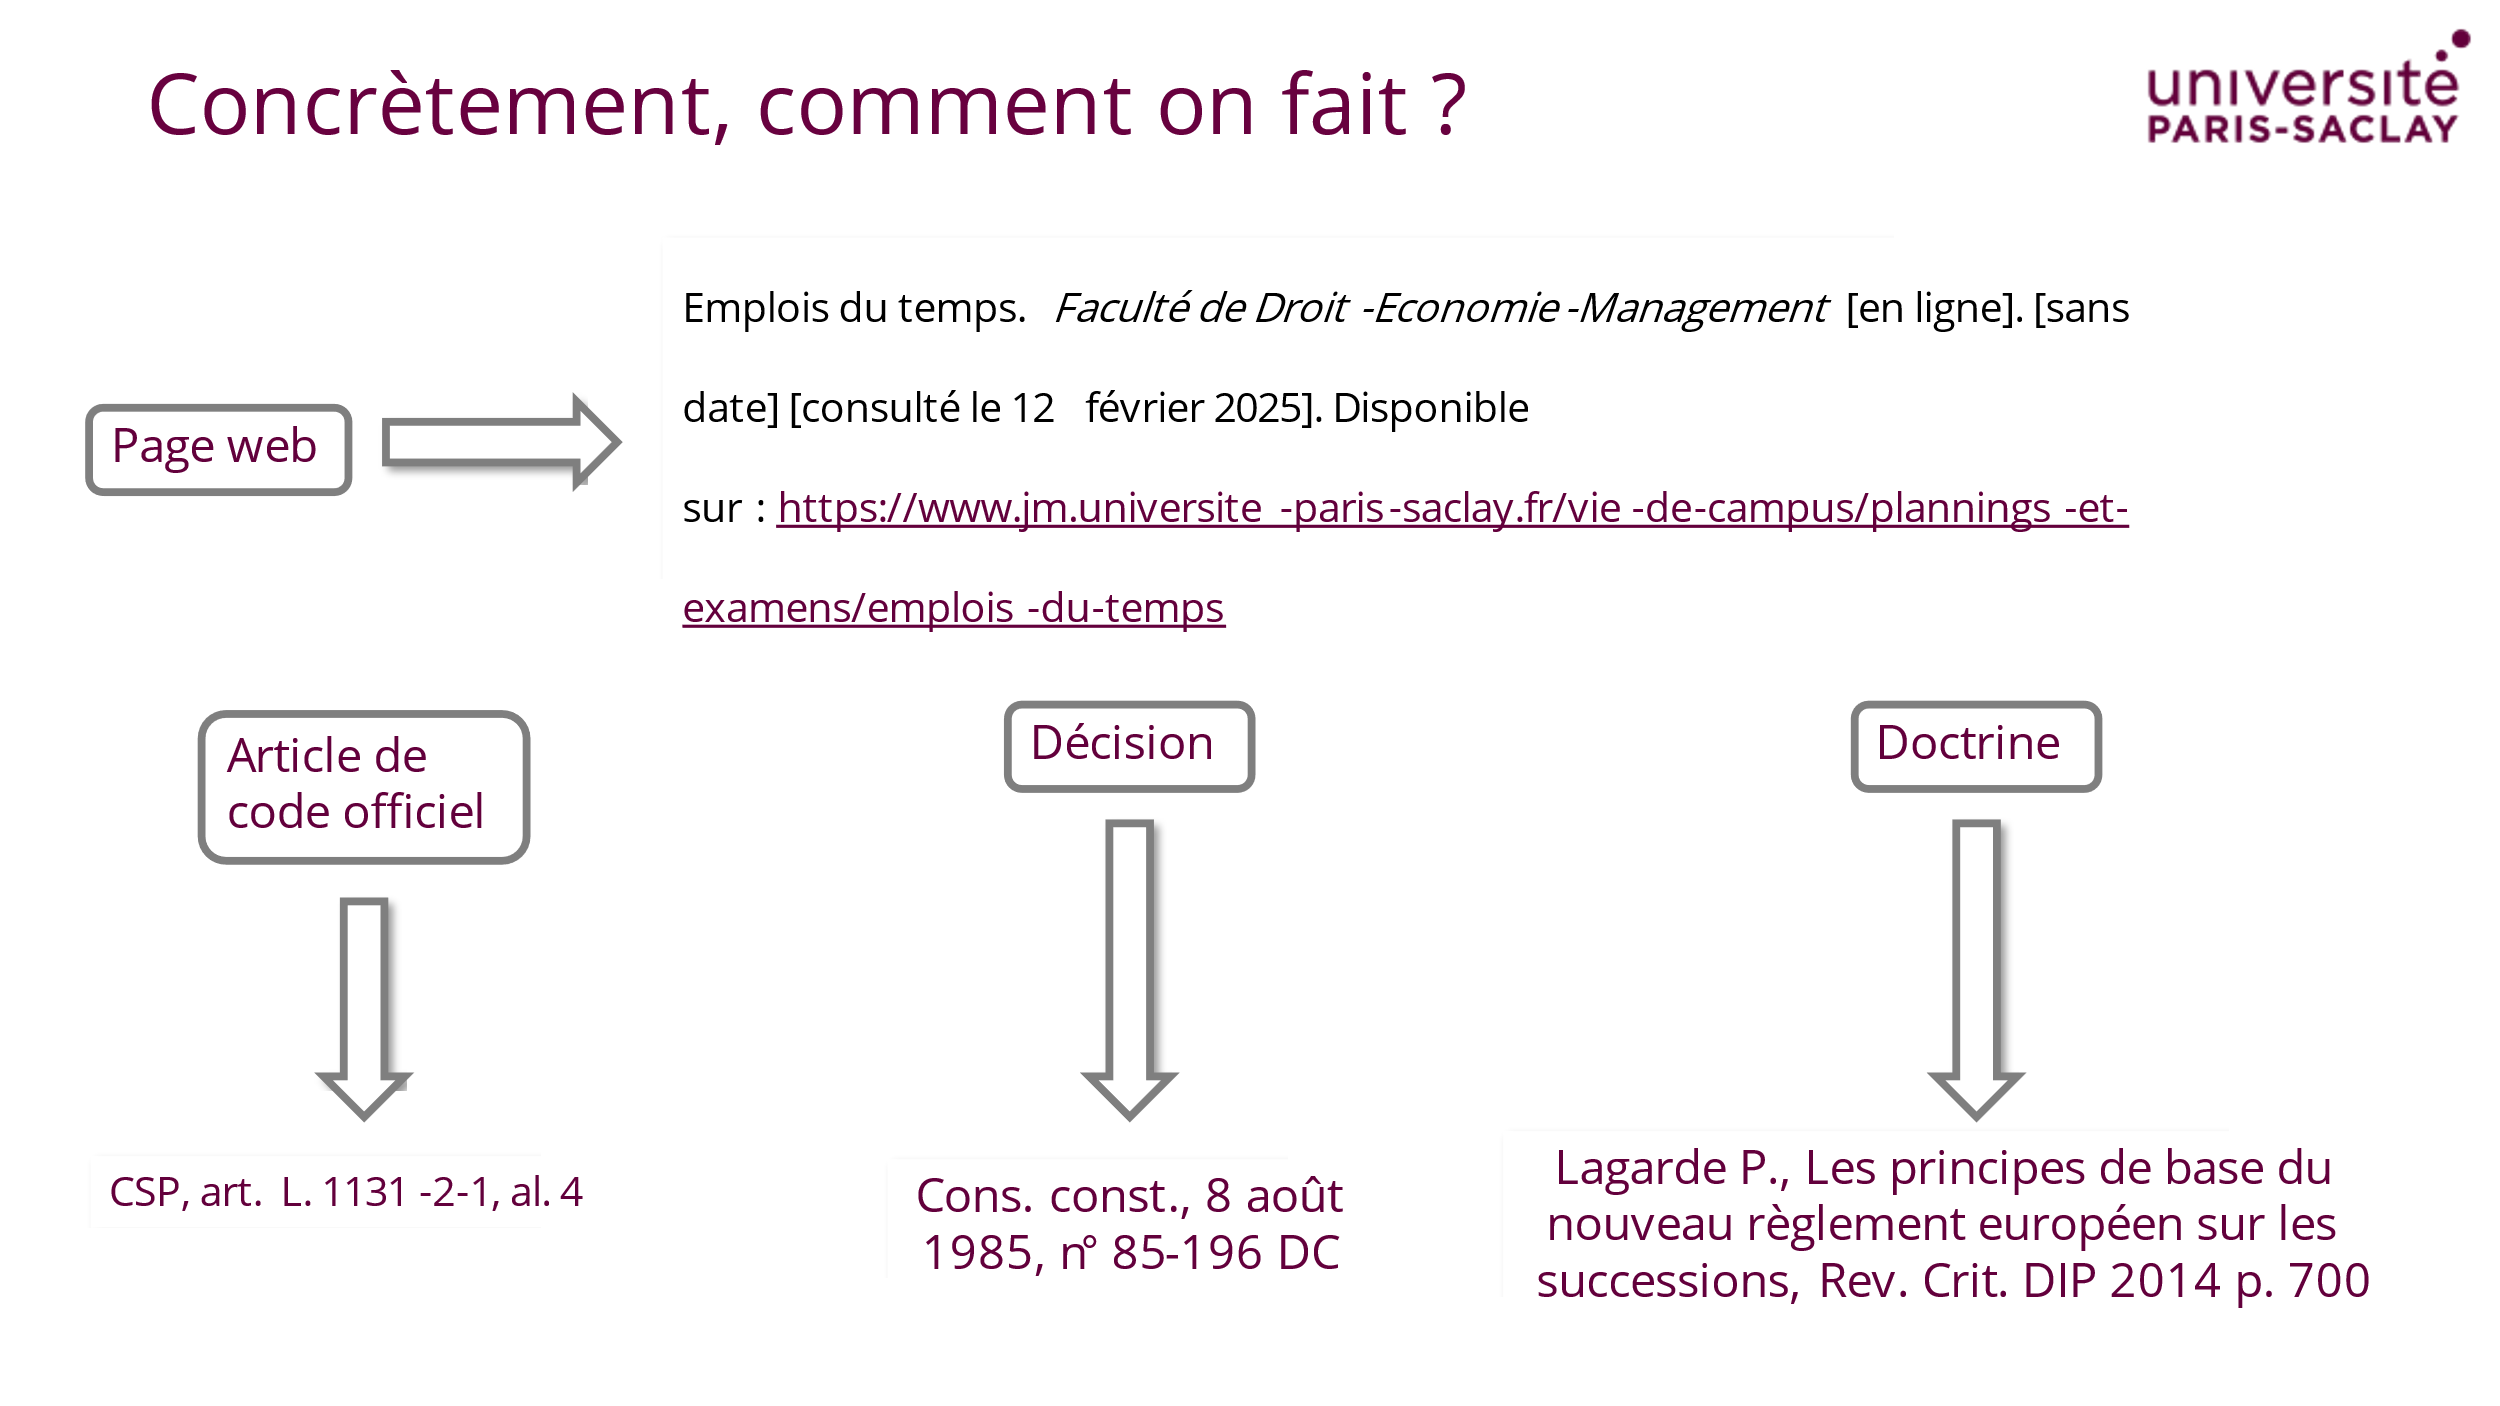 Concrètement, comment on fait ?
université
PARIS-SACLAY
Emplois du temps. Faculté de Droit -Economie -Management [en ligne]. [sans
date] [consulté le 12 février 2025]. Disponible
sur : https://www.jm.universite -paris-saclay.fr/vie -de-campus/plannings -et-
examens/emplois -du-temps
Page web
Article de
code officiel
Décision
Doctrine
CSP, art. L. 1131 -2-1, al. 4
Cons. const., 8 août
1985, n° 85-196 DC
Lagarde P., Les principes de base du
nouveau règlement européen sur les
successions, Rev. Crit. DIP 2014 p. 700